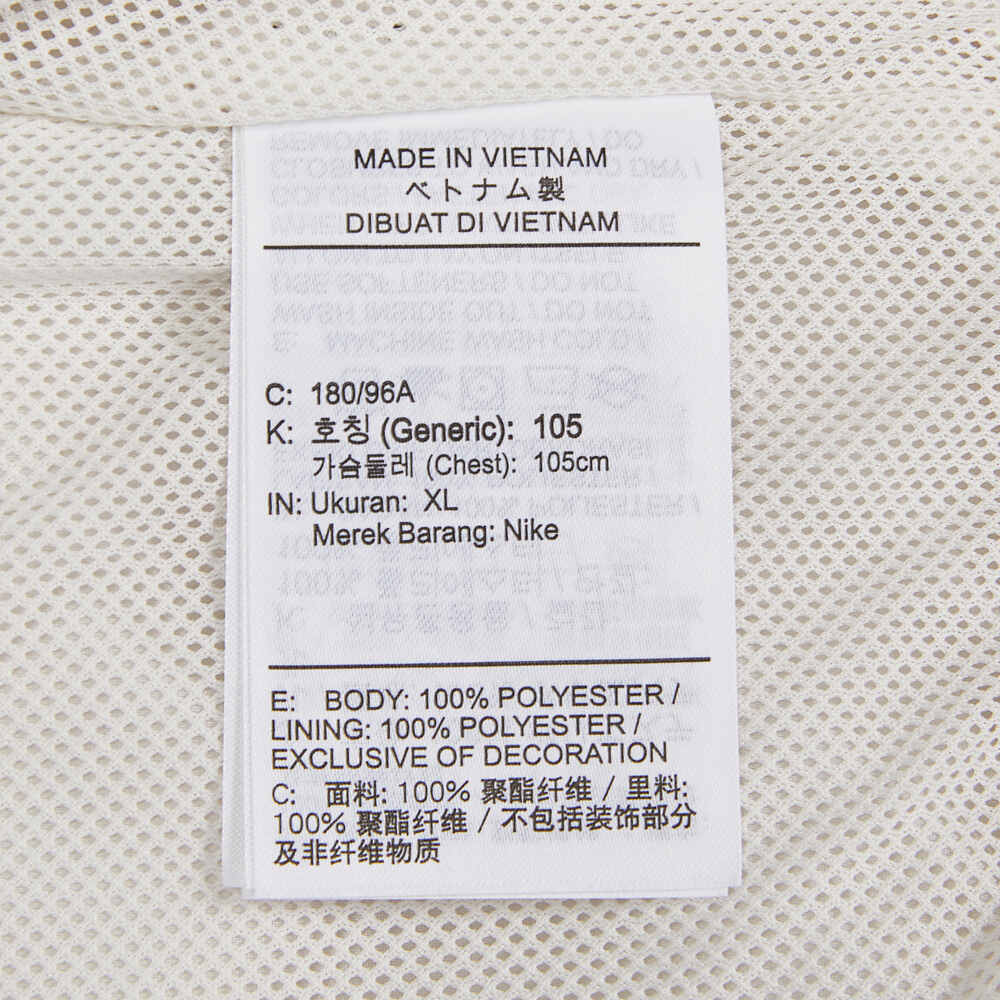 MADE IN VIETNAM
ベトナム製
DIBUAT DI VIETNAM
C: 180/96A
K: 호칭 (Generic): 105
가슴둘레 (Chest): 105cm
IN: Ukuran: XL
Merek Barang: Nike
E: BODY: 100% POLYESTER /
LINING: 100% POLYESTER /
EXCLUSIVE OF DECORATION
C: 面料: 100% 聚酯纤维 / 里料:
100% 聚酯纤维 / 不包括装饰部分
及非纤维物质